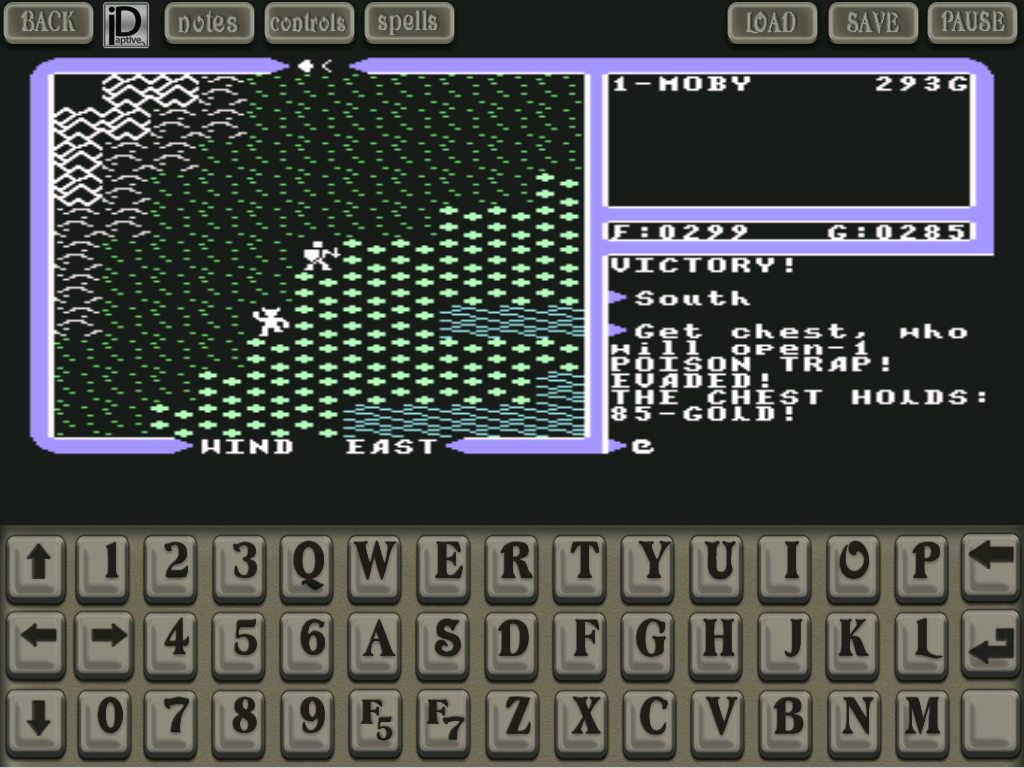 BACK iD aptive. notes controls spells LOAD SAVE PAUSE
1-MOBY 293G
F:0299 G:0285
VICTORY!
South
Get chest, who
will open-1
POISON TRAP!
EVADED!
THE CHEST HOLDS:
85-GOLD!
WIND EAST
1 2 3 Q W E R T Y U I O P
4 5 6 A S D F G H J K L
0 7 8 9 F5 F7 Z X C V B N M